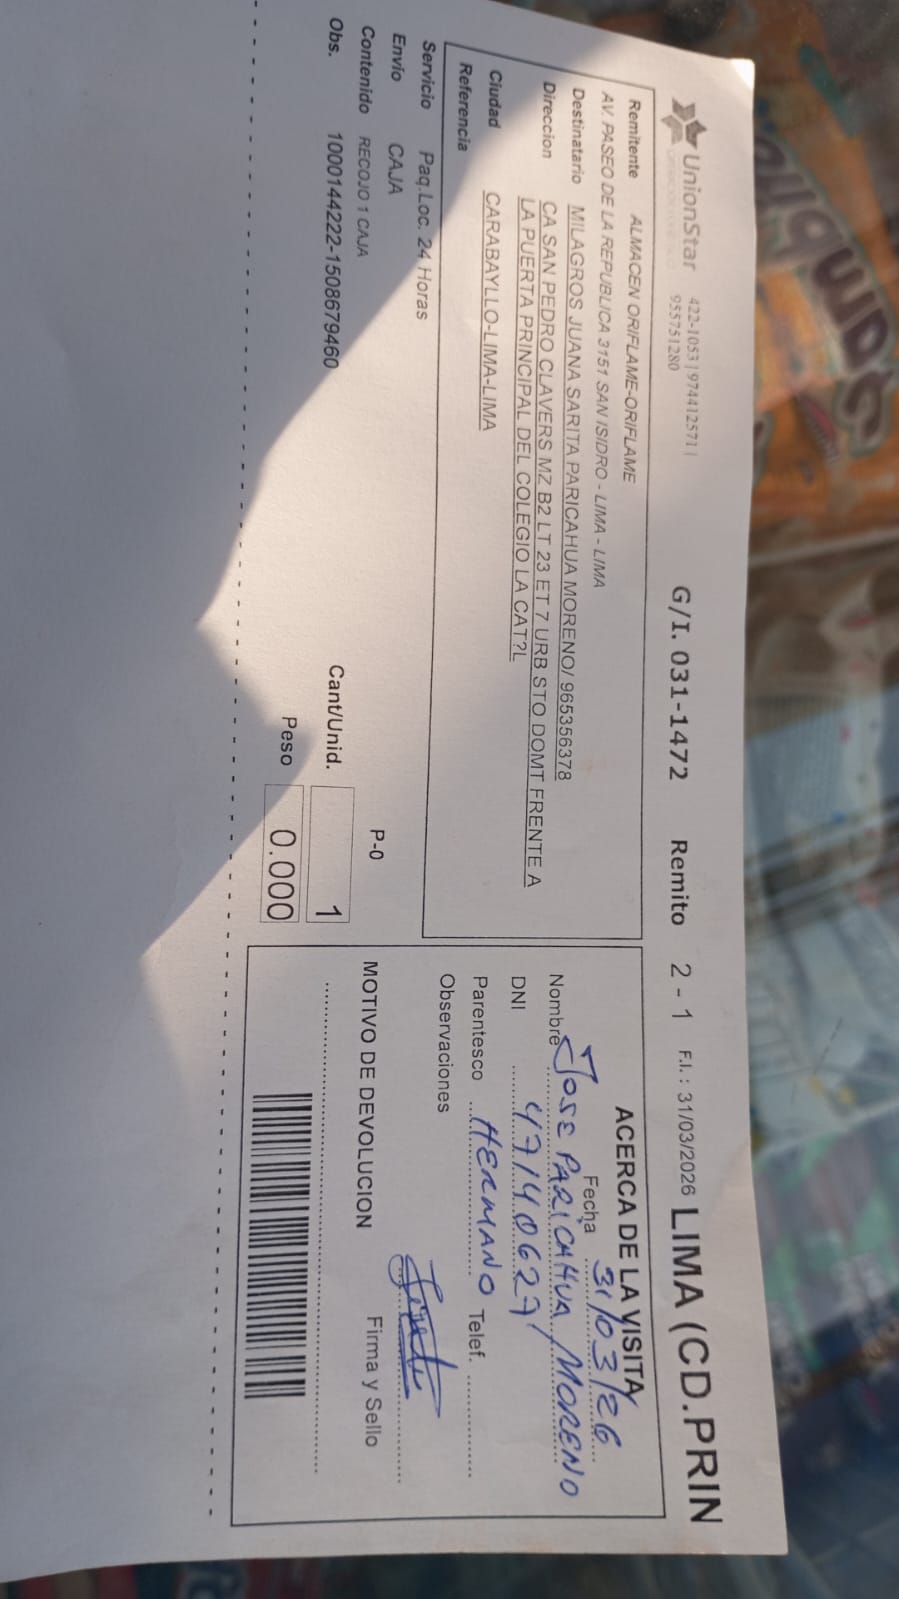 UnionStar 422-1053 | 974412571 |
955751280
G/I. 031-1472 Remito 2 - 1 F.I.: 31/03/2026 LIMA (CD.PRIN
Remitente ALMACEN ORIFLAME-ORIFLAME
AV. PASEO DE LA REPUBLICA 3151 SAN ISIDRO - LIMA - LIMA
Destinatario MILAGROS JUANA SARITA PARICAHUA MORENO/ 965356378
Direccion CA SAN PEDRO CLAVERS MZ B2 LT 23 ET 7 URB STO DOMT FRENTE A
LA PUERTA PRINCIPAL DEL COLEGIO LA CAT?L
Ciudad CARABAYLLO-LIMA-LIMA
Referencia
Servicio Paq.Loc. 24 Horas
Envio CAJA
Contenido RECOJO 1 CAJA
Obs. 1000144222-1508679460
P-0
Cant/Unid. 1
Peso 0.000
ACERCA DE LA VISITA
Fecha 31/03/26
Nombre JOSE PARICAHUA MORENO
DNI 47140627
Parentesco HERMANO Telef.
Observaciones
MOTIVO DE DEVOLUCION Firma y Sello